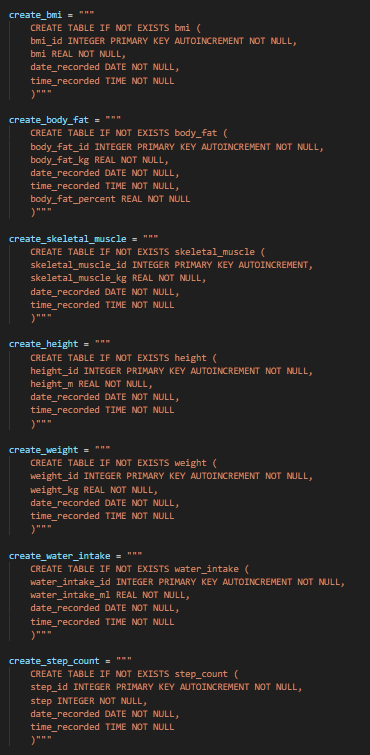 create_bmi = """
CREATE TABLE IF NOT EXISTS bmi (
bmi_id INTEGER PRIMARY KEY AUTOINCREMENT NOT NULL,
bmi REAL NOT NULL,
date_recorded DATE NOT NULL,
time_recorded TIME NOT NULL
)"""
create_body_fat = """
CREATE TABLE IF NOT EXISTS body_fat (
body_fat_id INTEGER PRIMARY KEY AUTOINCREMENT NOT NULL,
body_fat_kg REAL NOT NULL,
date_recorded DATE NOT NULL,
time_recorded TIME NOT NULL,
body_fat_percent REAL NOT NULL
)"""
create_skeletal_muscle = """
CREATE TABLE IF NOT EXISTS skeletal_muscle (
skeletal_muscle_id INTEGER PRIMARY KEY AUTOINCREMENT,
skeletal_muscle_kg REAL NOT NULL,
date_recorded DATE NOT NULL,
time_recorded TIME NOT NULL
)"""
create_height = """
CREATE TABLE IF NOT EXISTS height (
height_id INTEGER PRIMARY KEY AUTOINCREMENT NOT NULL,
height_m REAL NOT NULL,
date_recorded DATE NOT NULL,
time_recorded TIME NOT NULL
)"""
create_weight = """
CREATE TABLE IF NOT EXISTS weight (
weight_id INTEGER PRIMARY KEY AUTOINCREMENT NOT NULL,
weight_kg REAL NOT NULL,
date_recorded DATE NOT NULL,
time_recorded TIME NOT NULL
)"""
create_water_intake = """
CREATE TABLE IF NOT EXISTS water_intake (
water_intake_id INTEGER PRIMARY KEY AUTOINCREMENT NOT NULL,
water_intake_ml REAL NOT NULL,
date_recorded DATE NOT NULL,
time_recorded TIME NOT NULL
)"""
create_step_count = """
CREATE TABLE IF NOT EXISTS step_count (
step_id INTEGER PRIMARY KEY AUTOINCREMENT NOT NULL,
step INTEGER NOT NULL,
date_recorded DATE NOT NULL,
time_recorded TIME NOT NULL
)"""